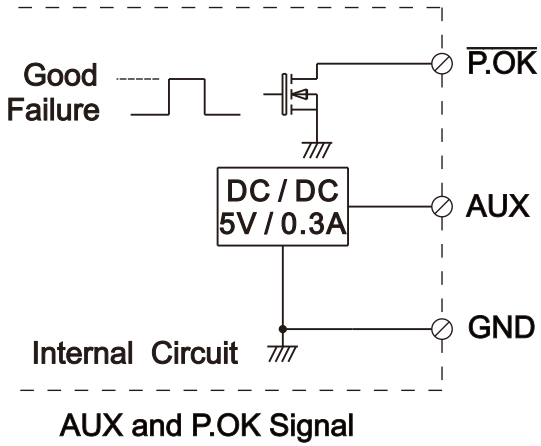 P.OK
Good
Failure
DC / DC
5V / 0.3A
AUX
GND
Internal Circuit
AUX and P.OK Signal